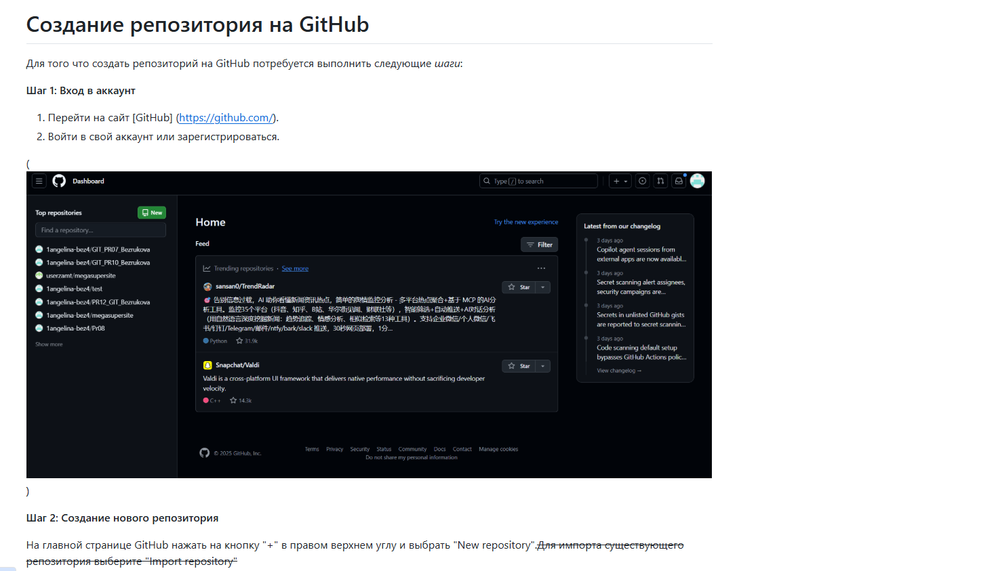 Создание репозитория на GitHub
Для того что создать репозиторий на GitHub потребуется выполнить следующие шаги:
Шаг 1: Вход в аккаунт
1. Перейти на сайт [GitHub] (https://github.com/).
2. Войти в свой аккаунт или зарегистрироваться.
(
Dashboard
Type / to search
Top repositories
New
Find a repository...
1angelina-bez4/GIT_PR07_Bezrukova
1angelina-bez4/GIT_PR10_Bezrukova
userzamt/megasupersite
1angelina-bez4/test
1angelina-bez4/PR12_GIT_Bezrukova
1angelina-bez4/megasupersite
1angelina-bez4/Pr08
Show more
Home
Try the new experience
Feed
Filter
Trending repositories · See more
sansan0/TrendRadar
Star
🎯 告别信息过载，AI 助你看懂新闻资讯热点，简单的舆情监控分析 - 多平台热点聚合+基于 MCP 的AI分
析工具。监控35个平台（抖音、知乎、B站、华尔街见闻、财联社等），智能筛选+自动推送+AI对话分析
（用自然语言深度挖掘新闻：趋势追踪、情感分析、相似检索等13种工具）。支持企业微信/个人微信/飞
书/钉钉/Telegram/邮件/ntfy/bark/slack 推送，30秒网页部署，1分...
Python 31.9k
Snapchat/Valdi
Star
Valdi is a cross-platform UI framework that delivers native performance without sacrificing developer
velocity.
C++ 14.3k
Latest from our changelog
3 days ago
Copilot agent sessions from
external apps are now availabl...
3 days ago
Secret scanning alert assignees,
security campaigns are...
3 days ago
Secrets in unlisted GitHub gists
are reported to secret scannin...
3 days ago
Code scanning default setup
bypasses GitHub Actions polic...
View changelog →
© 2025 GitHub, Inc.
Terms Privacy Security Status Community Docs Contact Manage cookies
Do not share my personal information
)
Шаг 2: Создание нового репозитория
На главной странице GitHub нажать на кнопку "+" в правом верхнем углу и выбрать "New repository".Для импорта существующего
репозитория выберите "Import repository"